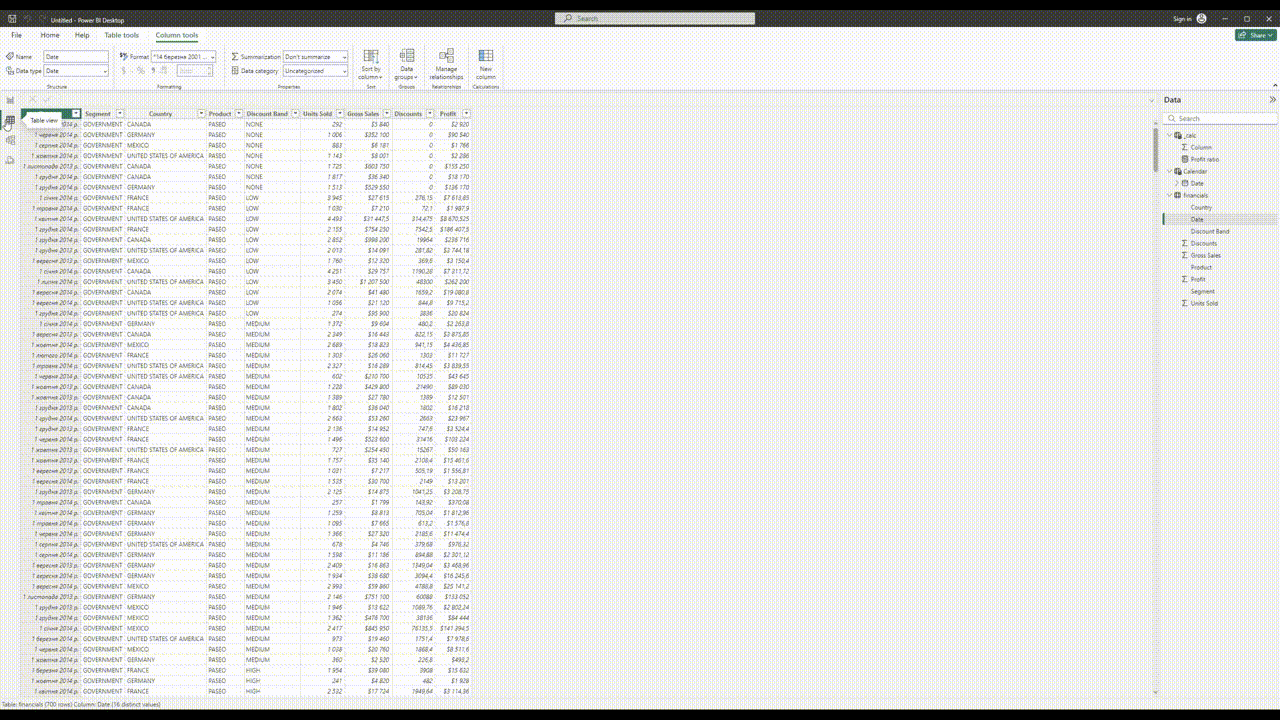 Untitled - Power BI Desktop
Search
Sign in
File Home Help Table tools Column tools
Share
Name Date
Format *14 березня 2001 ...
Summarization Don't summarize
Data type Date
Data category Uncategorized
Sort by column
Data groups
Manage relationships
New column
Structure Formatting Properties Sort Groups Relationships Calculations
Table view
Segment Country Product Discount Band Units Sold Gross Sales Discounts Profit
GOVERNMENT CANADA PASEO NONE 292 $5 840 0 $2 920
1 червня 2014 р. GOVERNMENT GERMANY PASEO NONE 1 006 $352 100 0 $90 540
1 серпня 2014 р. GOVERNMENT MEXICO PASEO NONE 883 $6 181 0 $1 766
1 жовтня 2014 р. GOVERNMENT UNITED STATES OF AMERICA PASEO NONE 1 143 $8 001 0 $2 286
1 листопада 2013 р. GOVERNMENT CANADA PASEO NONE 1 725 $603 750 0 $155 250
1 грудня 2013 р. GOVERNMENT CANADA PASEO NONE 1 817 $36 340 0 $18 170
1 грудня 2014 р. GOVERNMENT GERMANY PASEO NONE 1 513 $529 550 0 $136 170
1 січня 2014 р. GOVERNMENT FRANCE PASEO LOW 3 945 $27 615 276,15 $7 613,85
1 травня 2014 р. GOVERNMENT FRANCE PASEO LOW 1 030 $7 210 72,1 $1 987,9
1 квітня 2014 р. GOVERNMENT UNITED STATES OF AMERICA PASEO LOW 4 493 $31 447,5 314,475 $8 670,525
1 грудня 2014 р. GOVERNMENT FRANCE PASEO LOW 2 155 $754 250 7542,5 $186 407,5
1 грудня 2014 р. GOVERNMENT CANADA PASEO LOW 2 852 $998 200 19964 $236 716
1 грудня 2013 р. GOVERNMENT UNITED STATES OF AMERICA PASEO LOW 2 013 $14 091 281,82 $3 744,18
1 вересня 2013 р. GOVERNMENT MEXICO PASEO LOW 1 760 $12 320 369,6 $3 150,4
1 січня 2014 р. GOVERNMENT CANADA PASEO LOW 4 251 $29 757 1190,28 $7 311,72
1 липня 2014 р. GOVERNMENT UNITED STATES OF AMERICA PASEO LOW 3 450 $1 207 500 48300 $262 200
1 вересня 2014 р. GOVERNMENT CANADA PASEO LOW 2 074 $41 480 1659,2 $19 080,8
1 вересня 2014 р. GOVERNMENT UNITED STATES OF AMERICA PASEO LOW 1 056 $21 120 844,8 $9 715,2
1 грудня 2014 р. GOVERNMENT UNITED STATES OF AMERICA PASEO LOW 274 $95 900 3836 $20 824
1 січня 2014 р. GOVERNMENT GERMANY PASEO MEDIUM 1 372 $9 604 480,2 $2 263,8
1 вересня 2013 р. GOVERNMENT CANADA PASEO MEDIUM 2 349 $16 443 822,15 $3 875,85
1 жовтня 2014 р. GOVERNMENT MEXICO PASEO MEDIUM 2 689 $18 823 941,15 $4 436,85
1 лютого 2014 р. GOVERNMENT FRANCE PASEO MEDIUM 1 303 $26 060 1303 $11 727
1 травня 2014 р. GOVERNMENT UNITED STATES OF AMERICA PASEO MEDIUM 2 327 $16 289 814,45 $3 839,55
1 червня 2014 р. GOVERNMENT UNITED STATES OF AMERICA PASEO MEDIUM 602 $210 700 10535 $43 645
1 жовтня 2013 р. GOVERNMENT CANADA PASEO MEDIUM 1 228 $429 800 21490 $89 030
1 жовтня 2013 р. GOVERNMENT CANADA PASEO MEDIUM 1 389 $27 780 1389 $12 501
1 грудня 2013 р. GOVERNMENT CANADA PASEO MEDIUM 1 802 $36 040 1802 $16 218
1 грудня 2014 р. GOVERNMENT UNITED STATES OF AMERICA PASEO MEDIUM 2 663 $53 260 2663 $23 967
1 грудня 2013 р. GOVERNMENT FRANCE PASEO MEDIUM 2 136 $14 952 747,6 $3 524,4
1 червня 2014 р. GOVERNMENT FRANCE PASEO MEDIUM 1 496 $523 600 31416 $103 224
1 жовтня 2013 р. GOVERNMENT UNITED STATES OF AMERICA PASEO MEDIUM 727 $254 450 15267 $50 163
1 жовтня 2013 р. GOVERNMENT FRANCE PASEO MEDIUM 1 757 $35 140 2108,4 $15 461,6
1 вересня 2013 р. GOVERNMENT FRANCE PASEO MEDIUM 1 031 $7 217 505,19 $1 556,81
1 вересня 2013 р. GOVERNMENT FRANCE PASEO MEDIUM 1 535 $30 700 2149 $13 201
1 грудня 2013 р. GOVERNMENT GERMANY PASEO MEDIUM 2 125 $14 875 1041,25 $3 208,75
1 травня 2014 р. GOVERNMENT CANADA PASEO MEDIUM 257 $1 799 143,92 $370,08
1 квітня 2014 р. GOVERNMENT GERMANY PASEO MEDIUM 1 259 $8 813 705,04 $1 812,96
1 травня 2014 р. GOVERNMENT GERMANY PASEO MEDIUM 1 095 $7 665 613,2 $1 576,8
1 червня 2014 р. GOVERNMENT GERMANY PASEO MEDIUM 1 366 $27 320 2185,6 $11 474,4
1 серпня 2014 р. GOVERNMENT UNITED STATES OF AMERICA PASEO MEDIUM 678 $4 746 379,68 $976,32
1 серпня 2014 р. GOVERNMENT GERMANY PASEO MEDIUM 1 598 $11 186 894,88 $2 301,12
1 вересня 2013 р. GOVERNMENT GERMANY PASEO MEDIUM 2 409 $16 863 1349,04 $3 468,96
1 вересня 2014 р. GOVERNMENT GERMANY PASEO MEDIUM 1 934 $38 680 3094,4 $16 245,6
1 вересня 2014 р. GOVERNMENT MEXICO PASEO MEDIUM 2 993 $59 860 4788,8 $25 141,2
1 листопада 2013 р. GOVERNMENT GERMANY PASEO MEDIUM 2 146 $751 100 60088 $133 052
1 грудня 2013 р. GOVERNMENT MEXICO PASEO MEDIUM 1 946 $13 622 1089,76 $2 802,24
1 грудня 2014 р. GOVERNMENT MEXICO PASEO MEDIUM 1 362 $476 700 38136 $84 444
1 січня 2014 р. GOVERNMENT MEXICO PASEO MEDIUM 2 417 $845 950 76135,5 $141 394,5
1 березня 2014 р. GOVERNMENT UNITED STATES OF AMERICA PASEO MEDIUM 973 $19 460 1751,4 $7 978,6
1 червня 2014 р. GOVERNMENT MEXICO PASEO MEDIUM 1 038 $20 760 1868,4 $8 511,6
1 жовтня 2014 р. GOVERNMENT GERMANY PASEO MEDIUM 360 $2 520 226,8 $493,2
1 березня 2014 р. GOVERNMENT FRANCE PASEO HIGH 1 954 $39 080 3908 $15 632
1 жовтня 2014 р. GOVERNMENT GERMANY PASEO HIGH 241 $4 820 482 $1 928
1 квітня 2014 р. GOVERNMENT FRANCE PASEO HIGH 2 532 $17 724 1949,64 $3 114,36
Data
Search
_calc
Column
Profit ratio
Calendar
Date
financials
Country
Date
Discount Band
Discounts
Gross Sales
Product
Profit
Segment
Units Sold
Table: financials (700 rows) Column: Date (16 distinct values)